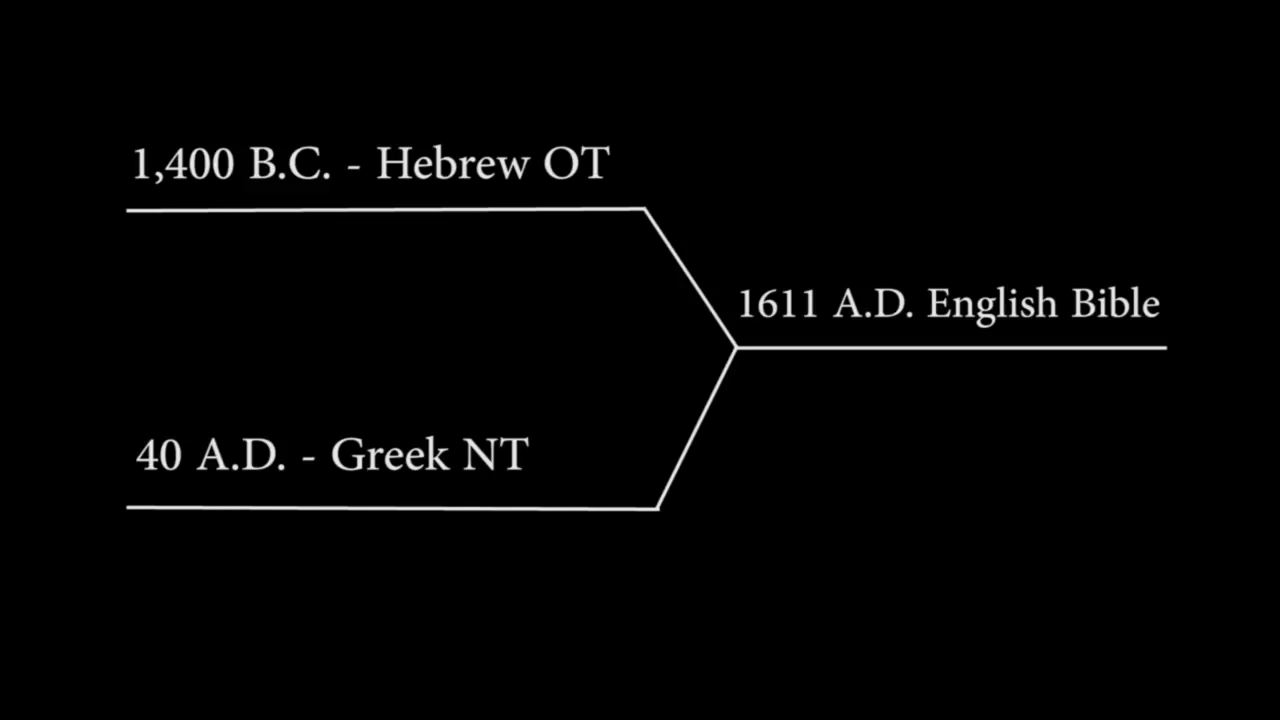 1,400 B.C. - Hebrew OT
1611 A.D. English Bible
40 A.D. - Greek NT